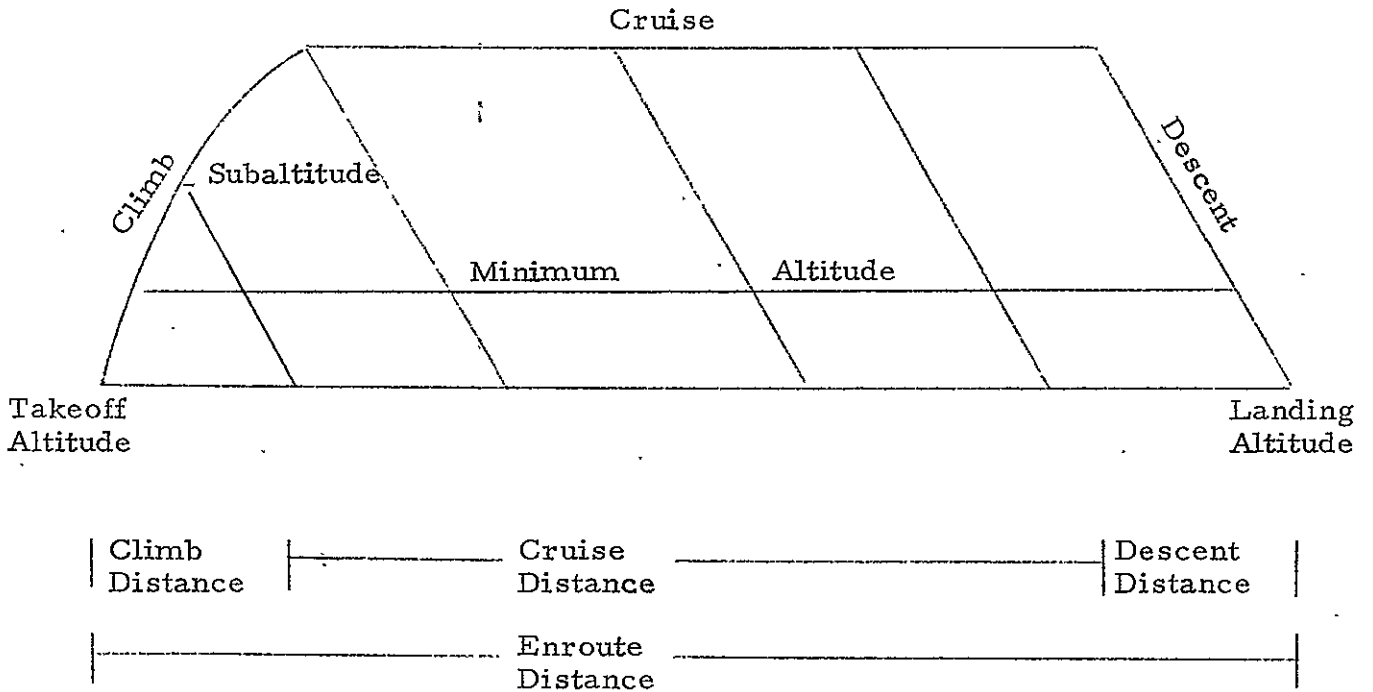 Cruise
Climb
Subaltitude
Descent
Minimum Altitude
Takeoff
Altitude
Landing
Altitude
Climb
Distance
Cruise
Distance
Descent
Distance
Enroute
Distance